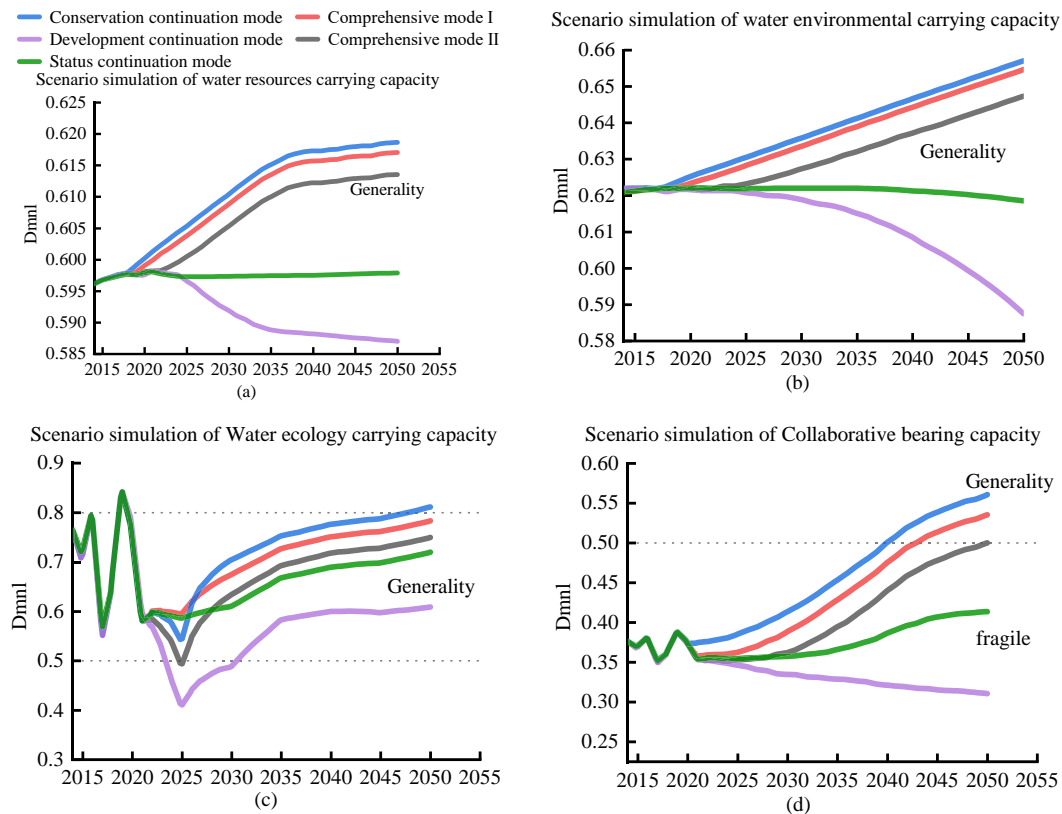 Conservation continuation mode
Comprehensive mode I
Development continuation mode
Comprehensive mode II
Status continuation mode
Scenario simulation of water resources carrying capacity
0.625
0.620
0.615
0.610
0.605
0.600
0.595
0.590
0.585
Dmnl
Generality
2015 2020 2025 2030 2035 2040 2045 2050 2055
(a)
Scenario simulation of water environmental carrying capacity
0.66
0.65
0.64
0.63
0.62
0.61
0.60
0.59
0.58
Dmnl
Generality
2015 2020 2025 2030 2035 2040 2045 2050
(b)
Scenario simulation of Water ecology carrying capacity
0.9
0.8
0.7
0.6
0.5
0.4
0.3
Dmnl
Generality
2015 2020 2025 2030 2035 2040 2045 2050 2055
(c)
Scenario simulation of Collaborative bearing capacity
0.60
0.55
0.50
0.45
0.40
0.35
0.30
0.25
Dmnl
Generality
fragile
2015 2020 2025 2030 2035 2040 2045 2050 2055
(d)